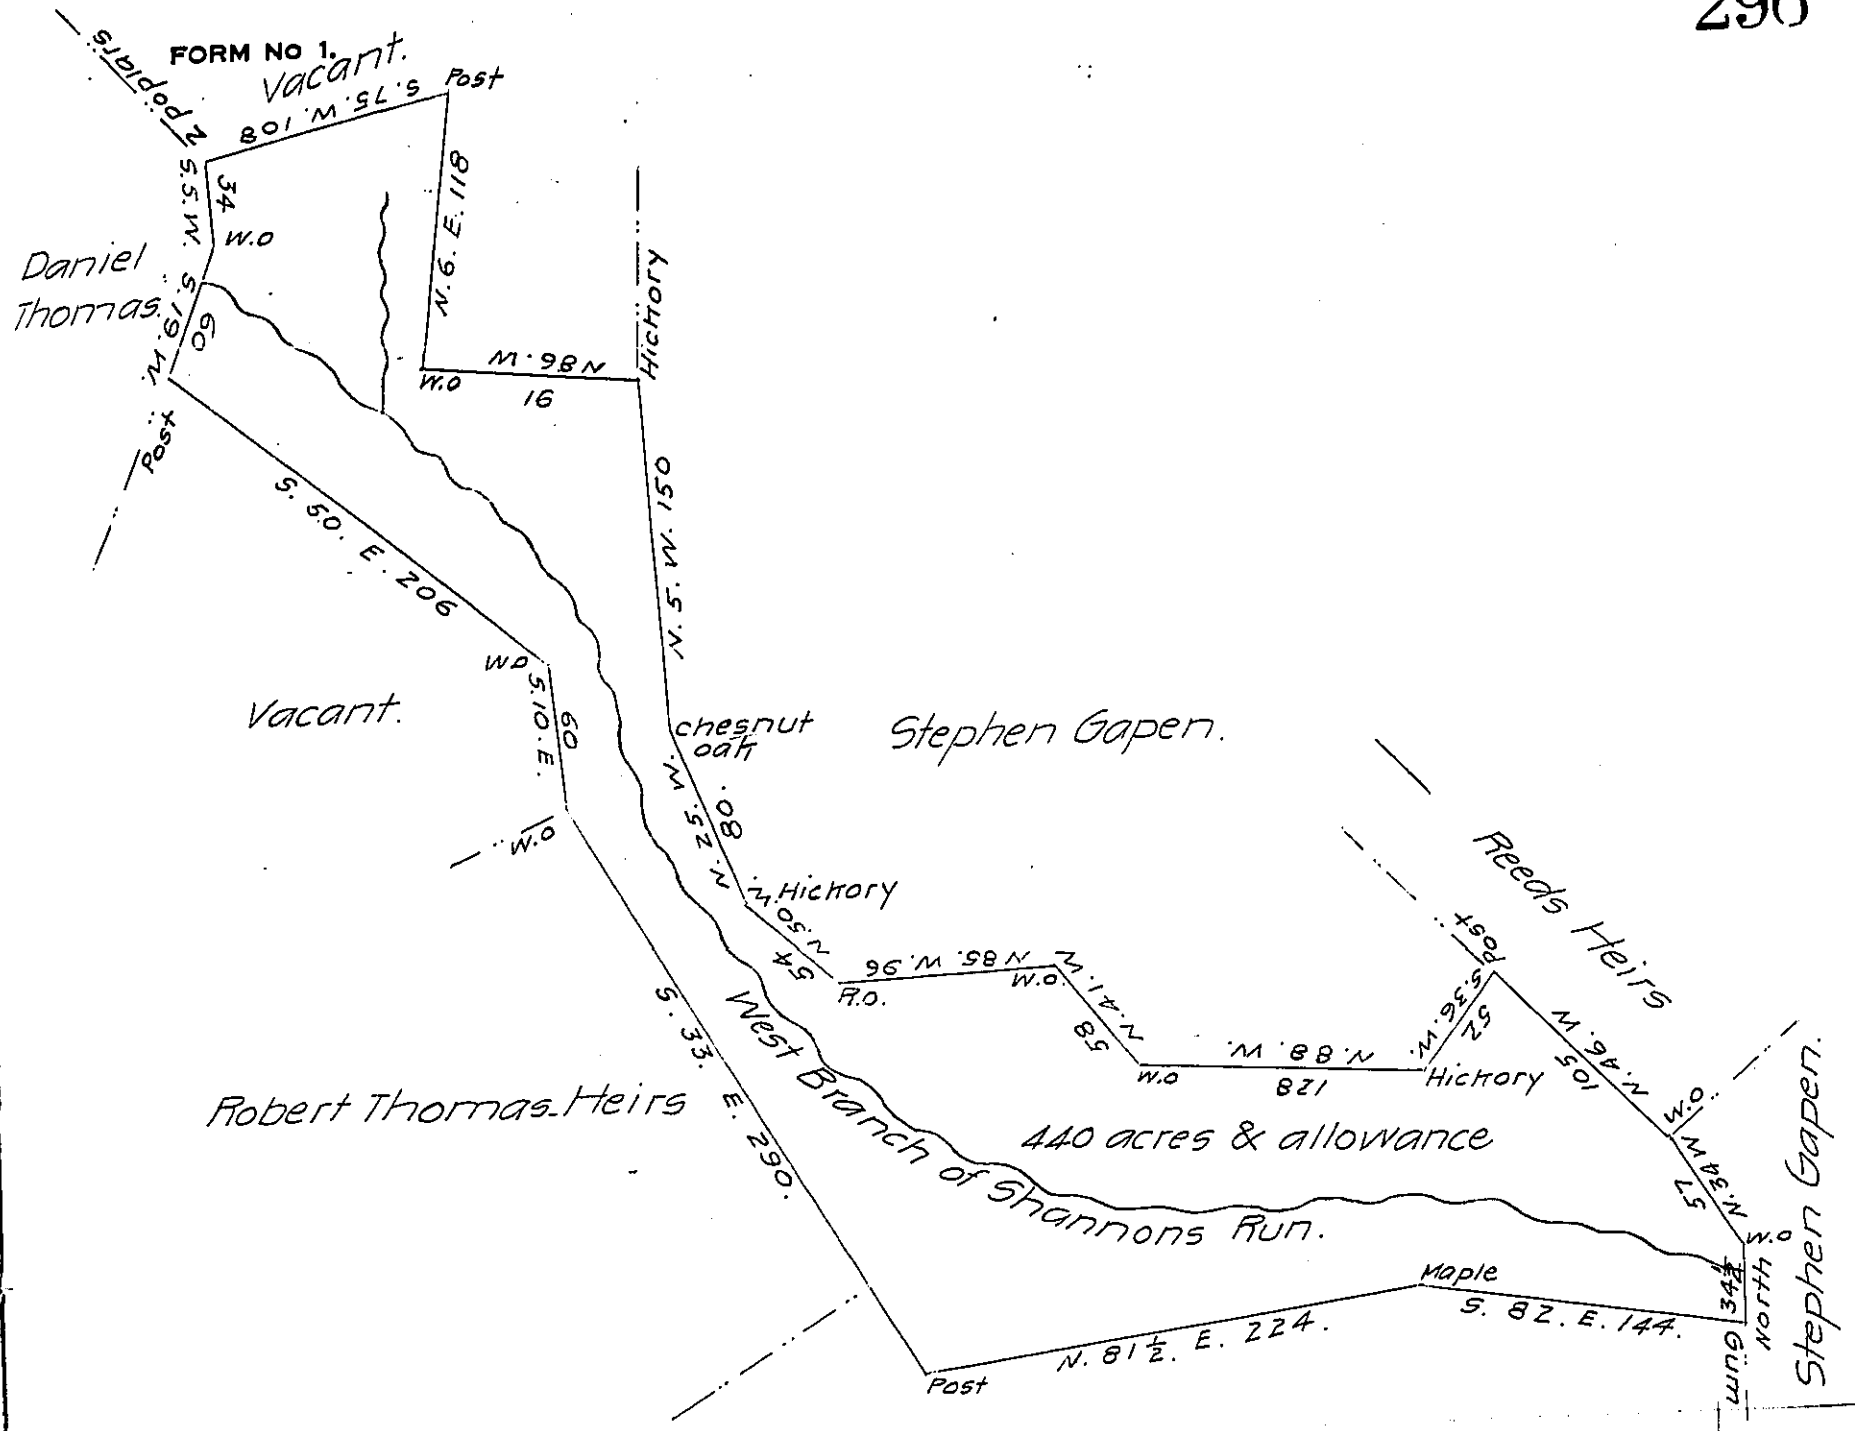 290
FORM NO 1.
Vacant.
2 poplars
S. 75. W. 108
Post
S.5.W.
34
W.O
N. 6. E. 118
Hickory
Daniel
Thomas.
S. 19. W.
60
N 86. W
91
W.O
Post
S. 50. E. 206
N. 5. W. 150
W.O
S. 10. E.
60
Vacant.
chesnut
oak
Stephen Gapen.
N. 25. W.
80.
W.O
Hickory
N. 50 W.
54
R.O.
N 85. W. 96
W.O.
N. 41. W.
58
W.O
N. 88. W.
128
Hickory
S. 36. W.
52
Post
Reeds Heirs
N. 46. W
105
W.O
N. 34 W
57
W.O
Stephen Gapen.
S. 33. E. 290.
West Branch of Shannons Run.
Robert Thomas Heirs
440 acres & allowance
Maple
S. 82. E. 144.
34½
North
Gum
N. 81½. E. 224.
Post